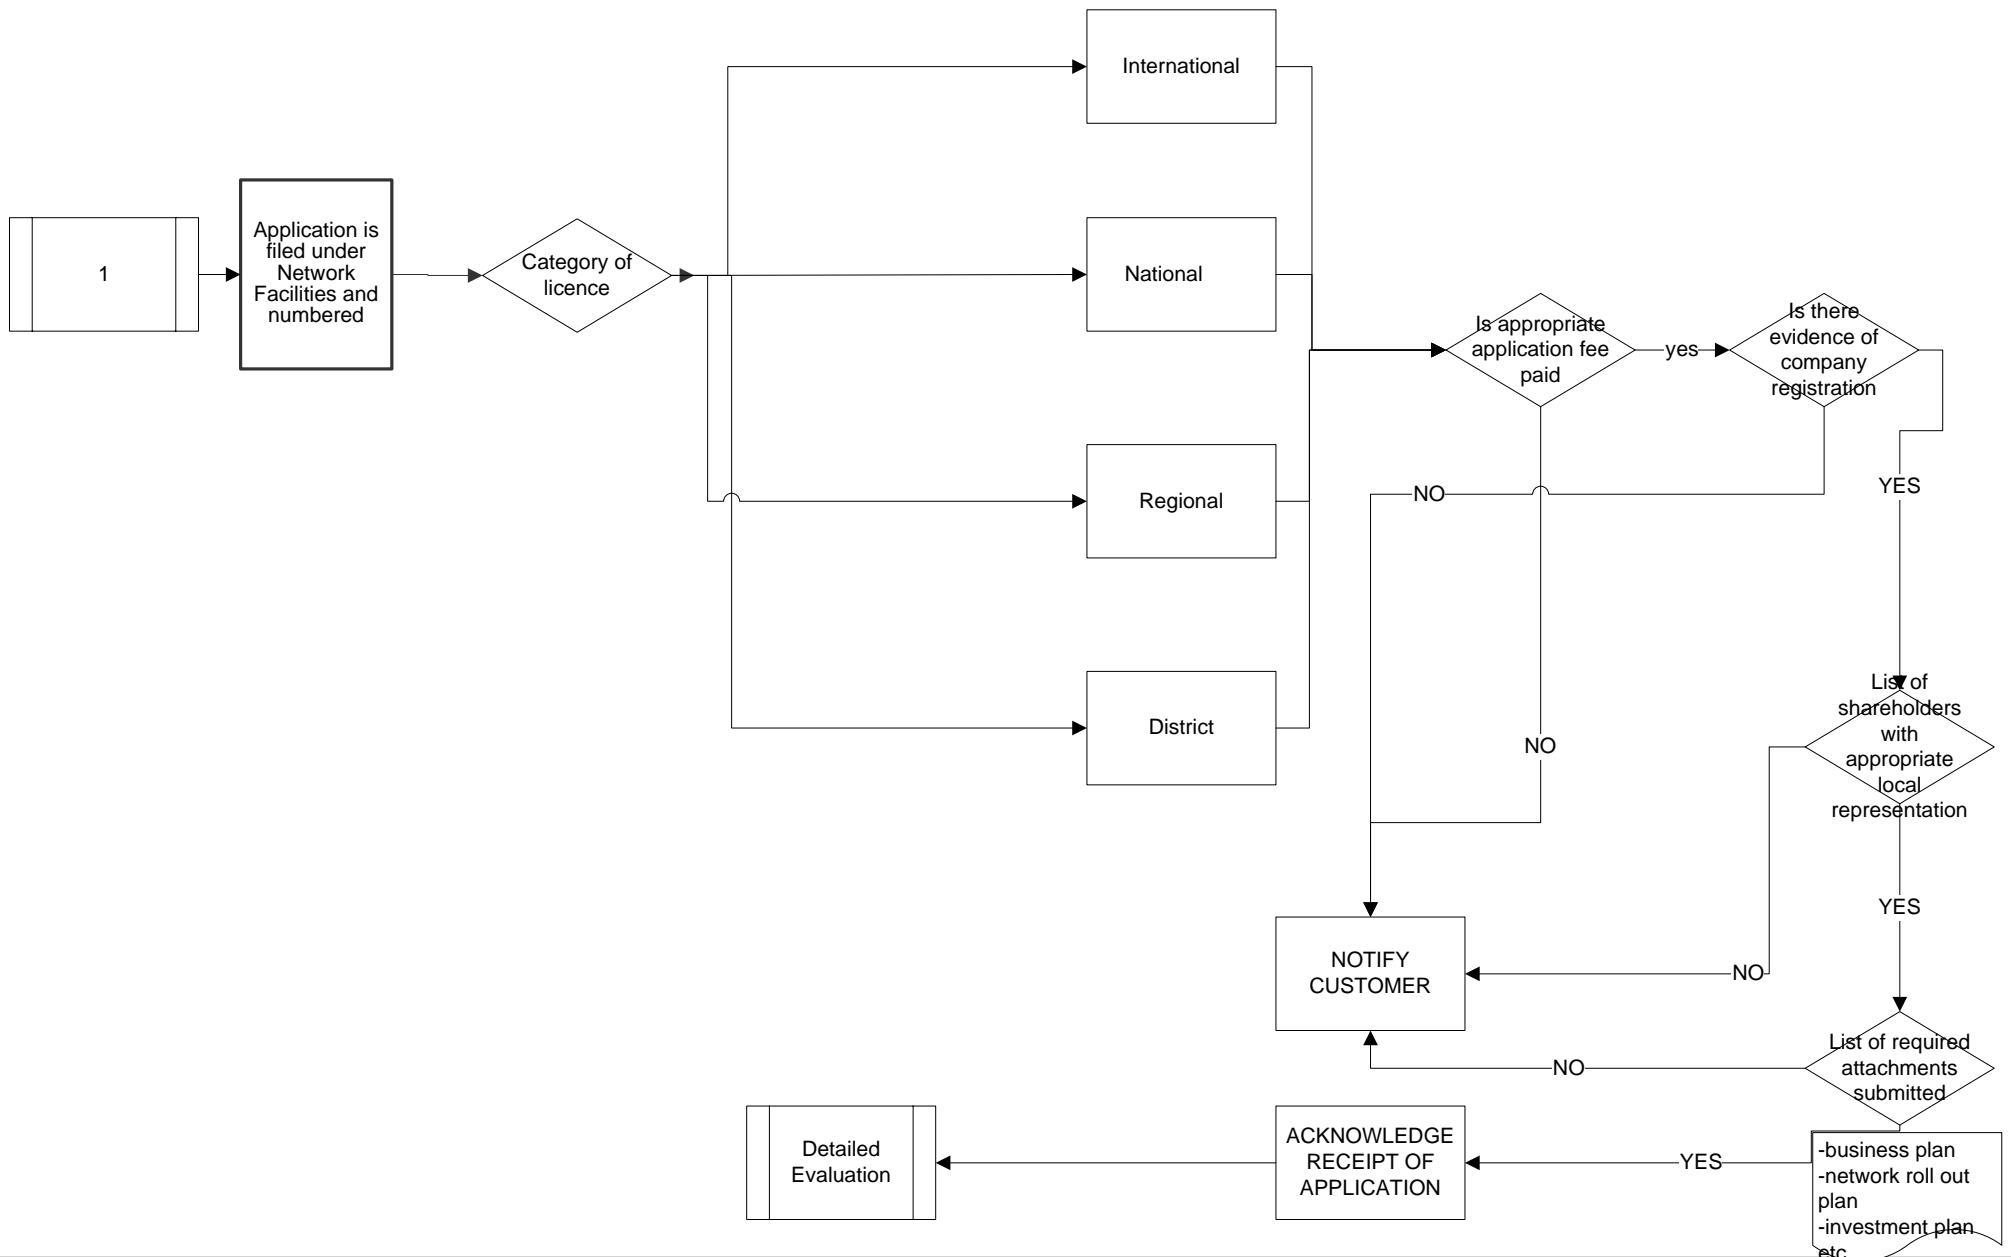 International
1
Application is
filed under
Network
Facilities and
numbered
Category of
licence
National
Is appropriate
application fee
paid
yes
Is there
evidence of
company
registration
Regional
NO
YES
District
NO
List of
shareholders
with
appropriate
local
representation
YES
NOTIFY
CUSTOMER
NO
List of required
attachments
submitted
NO
Detailed
Evaluation
ACKNOWLEDGE
RECEIPT OF
APPLICATION
YES
-business plan
-network roll out
plan
-investment plan
etc